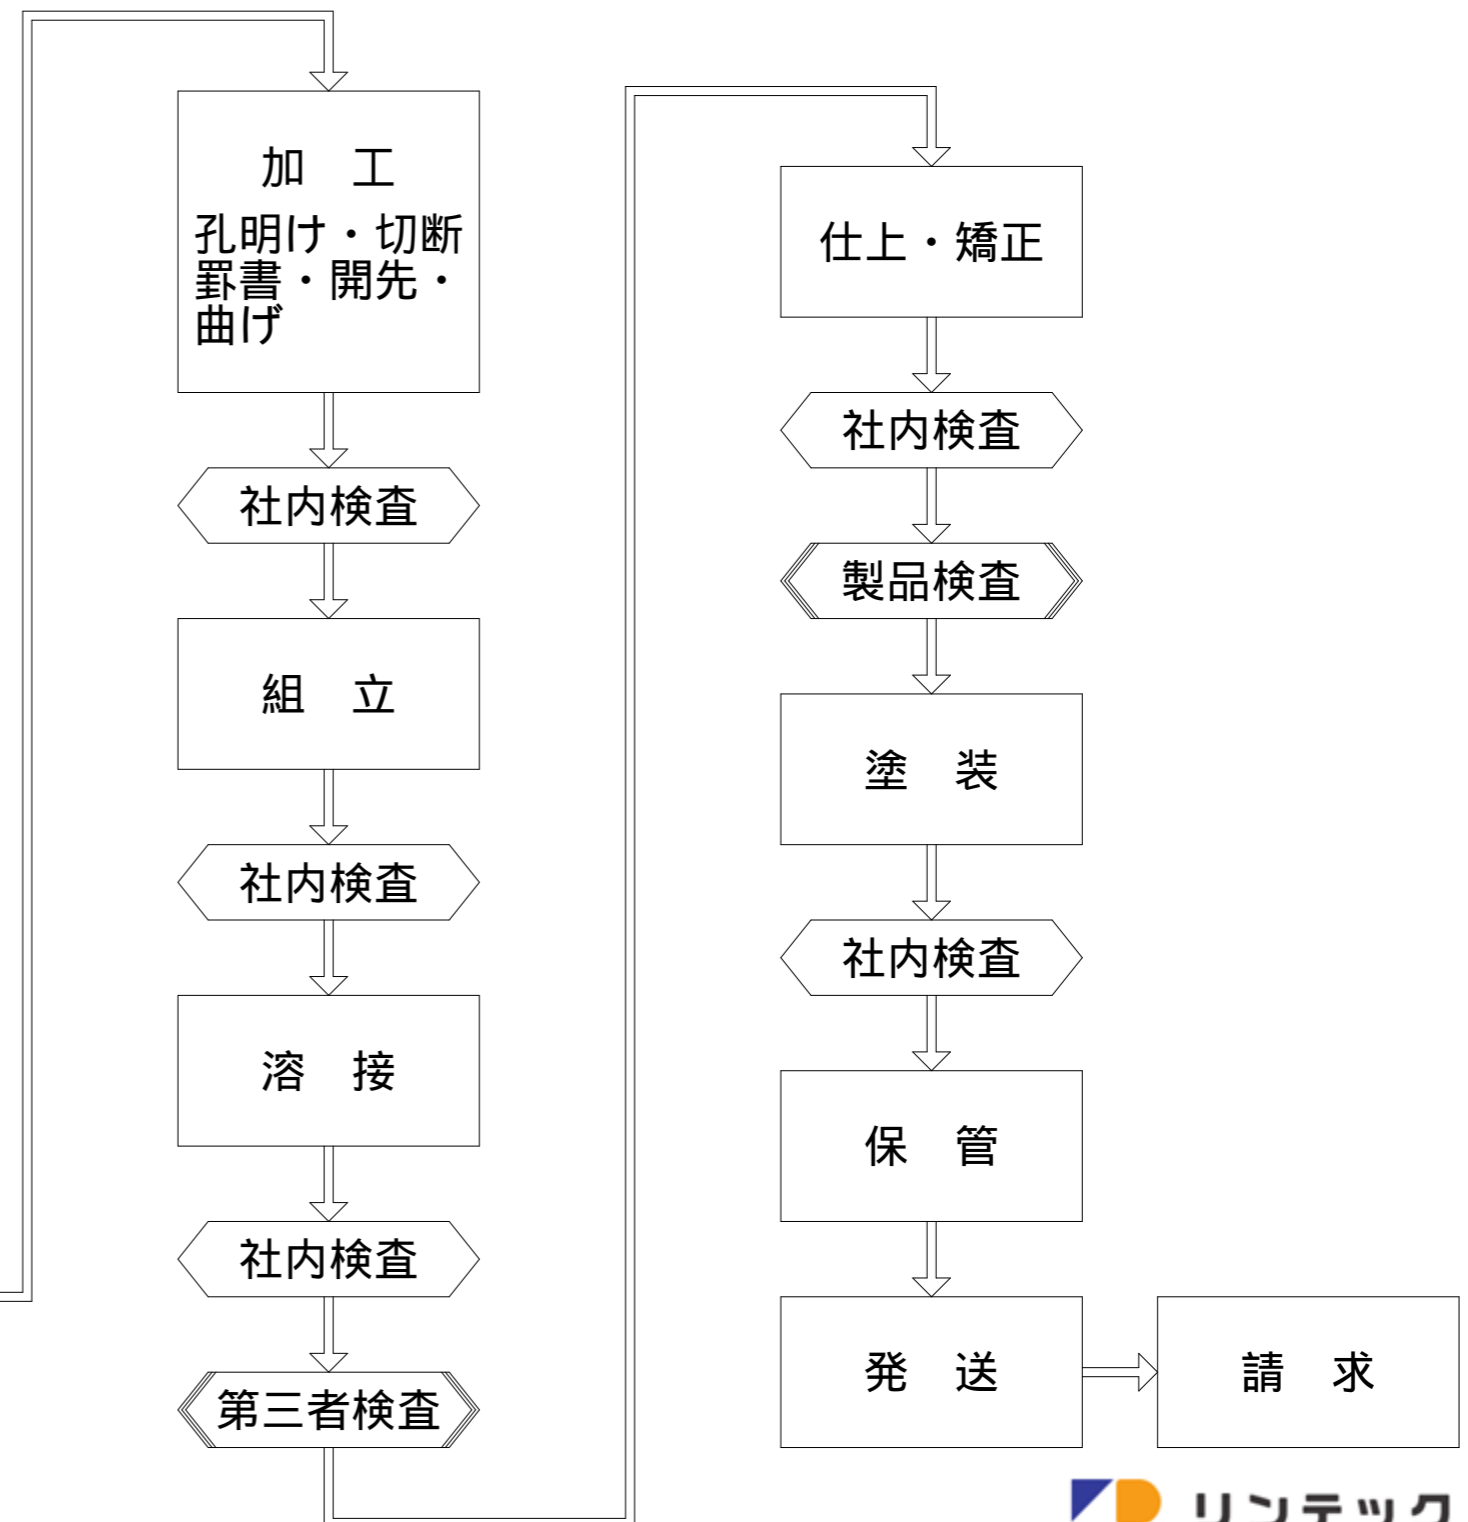 加　工
孔明け・切断
罫書・開先・
曲げ
社内検査
組　立
社内検査
溶　接
社内検査
第三者検査
仕上・矯正
社内検査
製品検査
塗　装
社内検査
保　管
発　送
請　求
リンテック